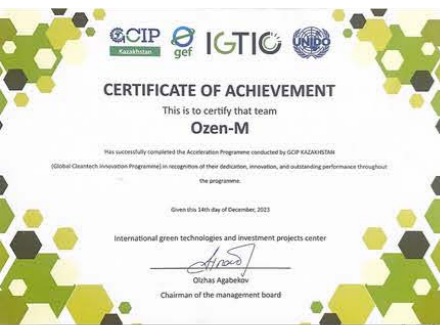 GCIP
Kazakhstan
gef
IGTIC
UNIDO
CERTIFICATE OF ACHIEVEMENT
This is to certify that team
Ozen-M
Has successfully completed the Acceleration Programme conducted by GCIP KAZAKHSTAN
(Global Cleantech Innovation Programme) in recognition of their dedication, innovation, and outstanding performance throughout
the programme.
Given this 14th day of December, 2023
International green technologies and investment projects center
Olzhas Agabekov
Chairman of the management board